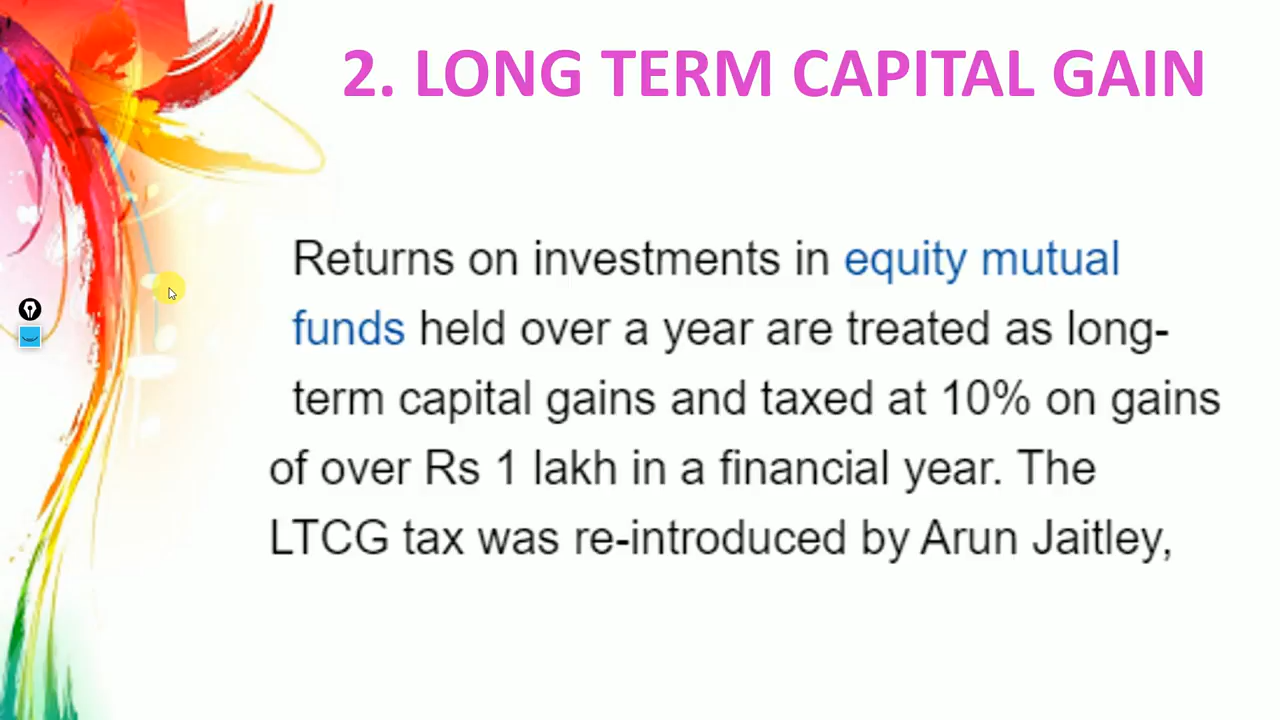 2. LONG TERM CAPITAL GAIN
Returns on investments in equity mutual
funds held over a year are treated as long-
term capital gains and taxed at 10% on gains
of over Rs 1 lakh in a financial year. The
LTCG tax was re-introduced by Arun Jaitley,